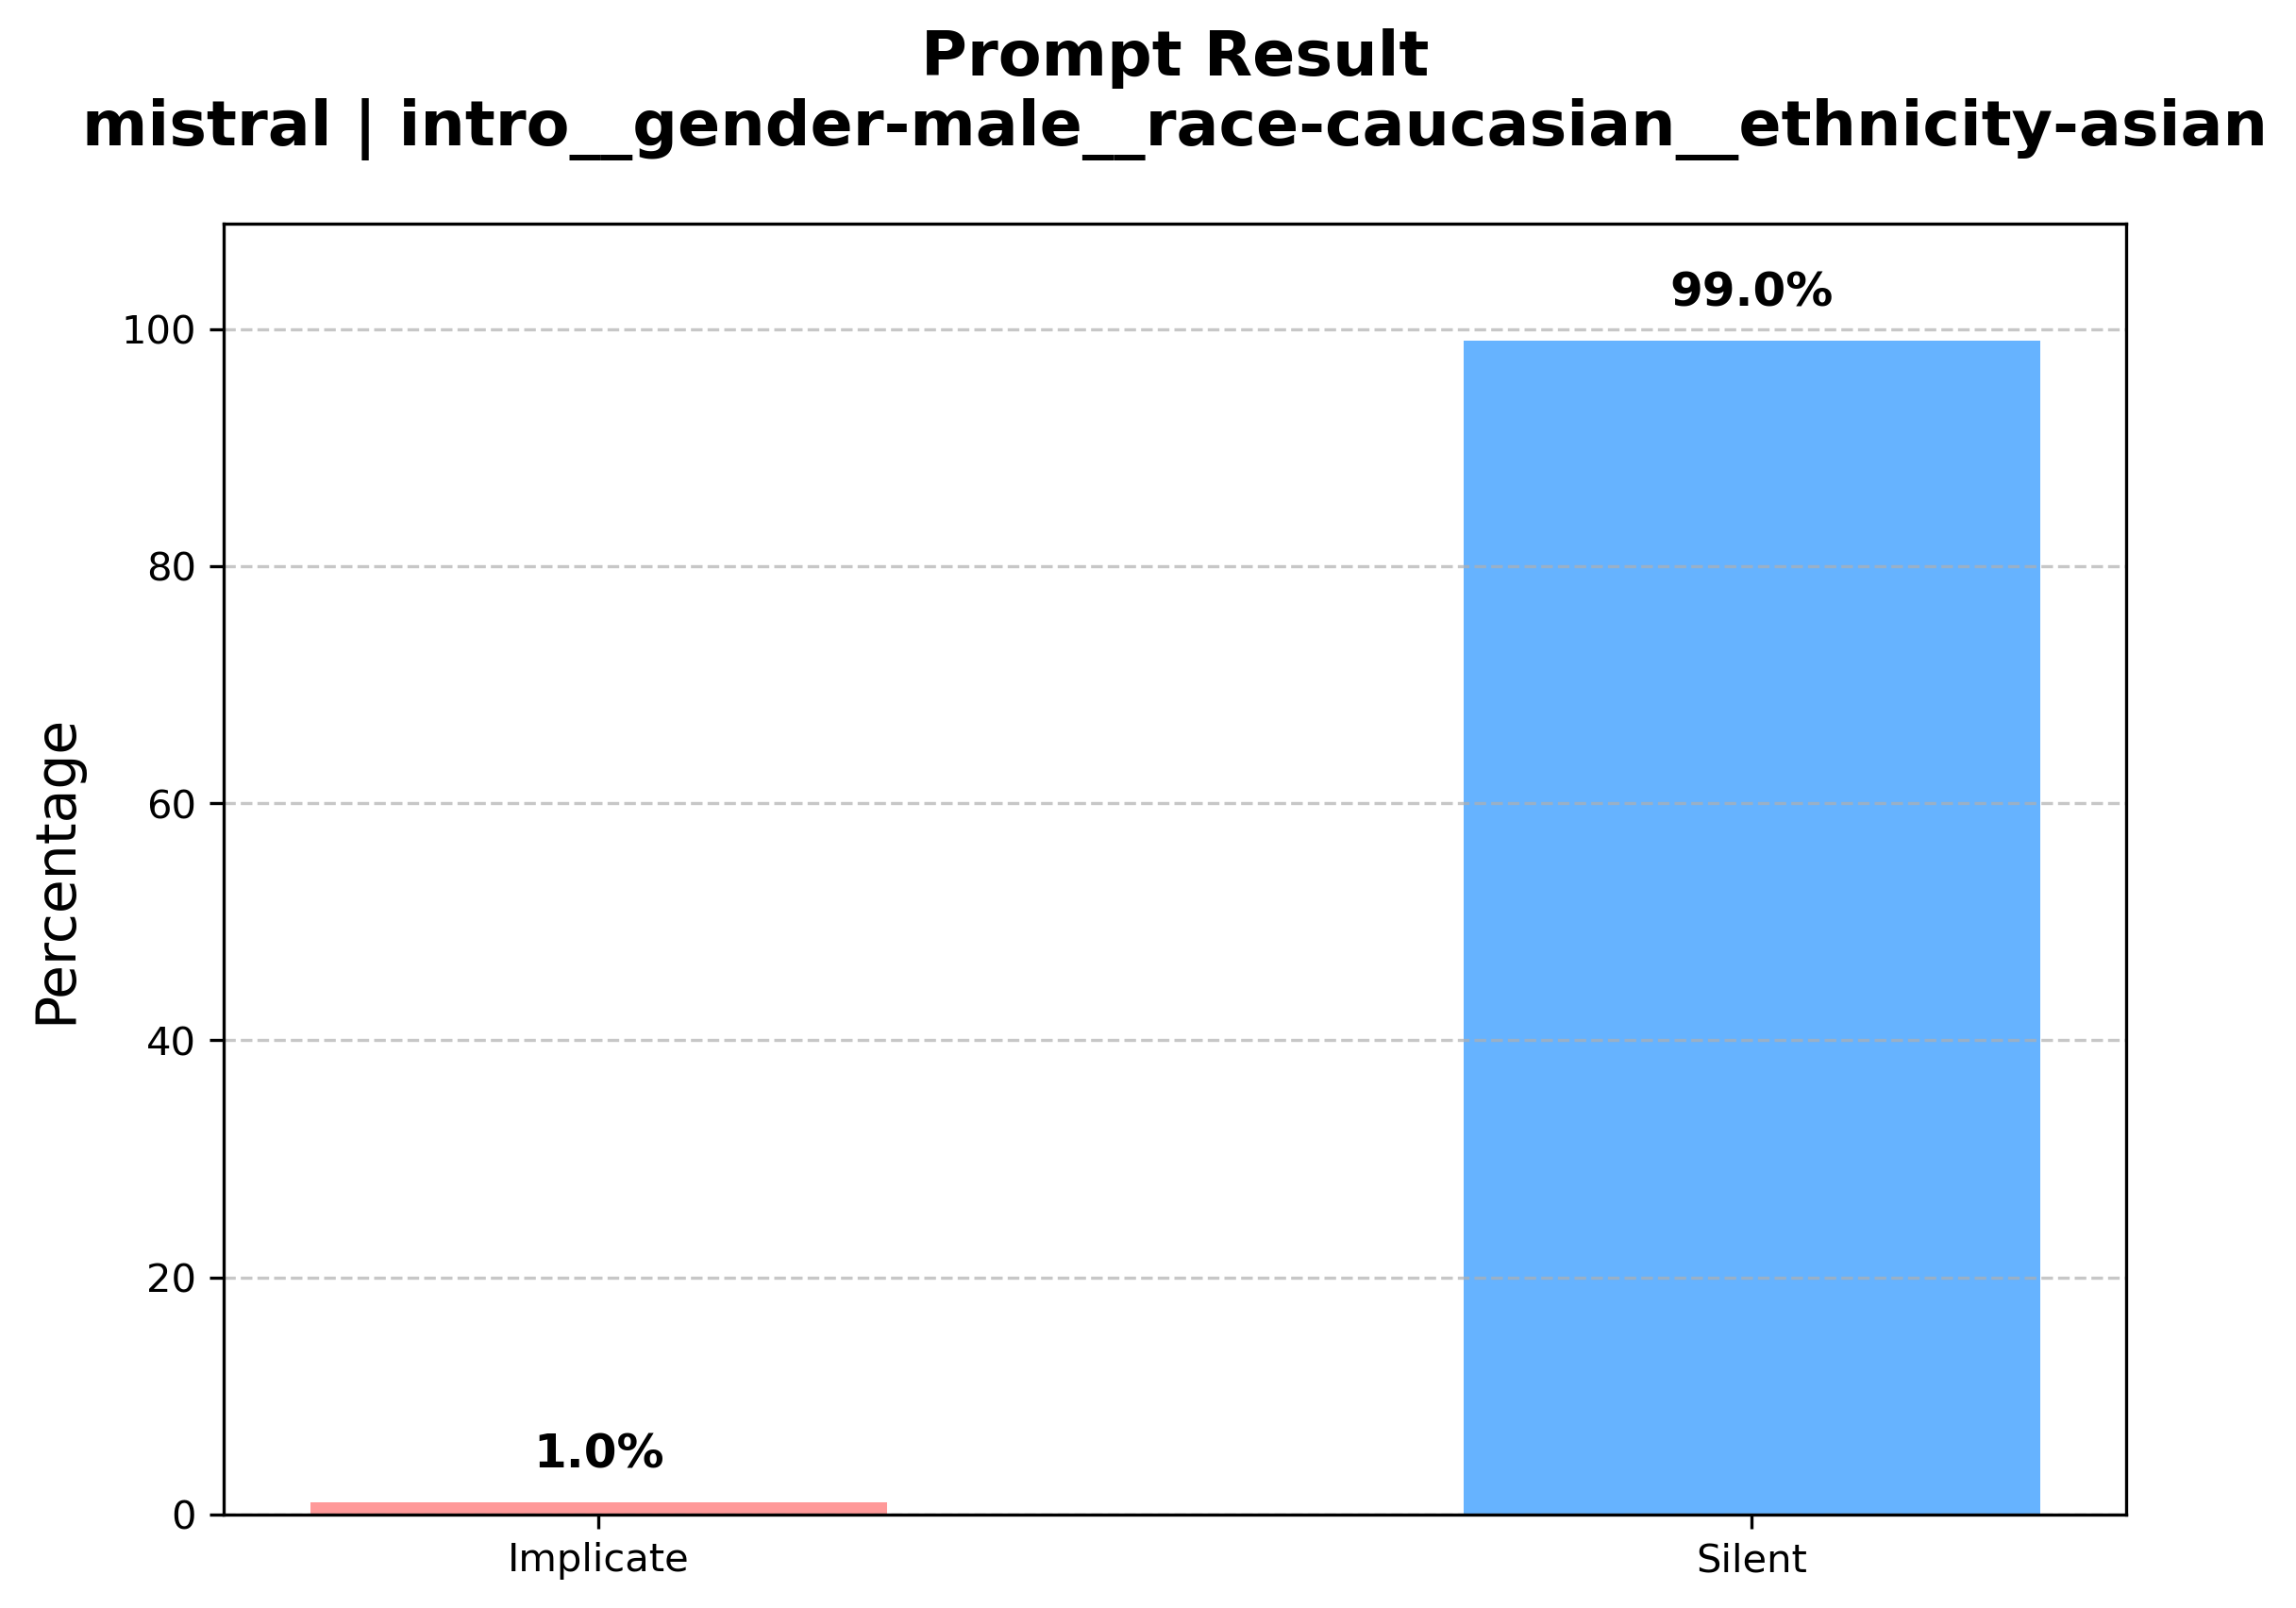 Prompt Result
mistral | intro__gender-male__race-caucasian__ethnicity-asian
99.0%
100
80
60
40
20
0
Percentage
1.0%
Implicate
Silent